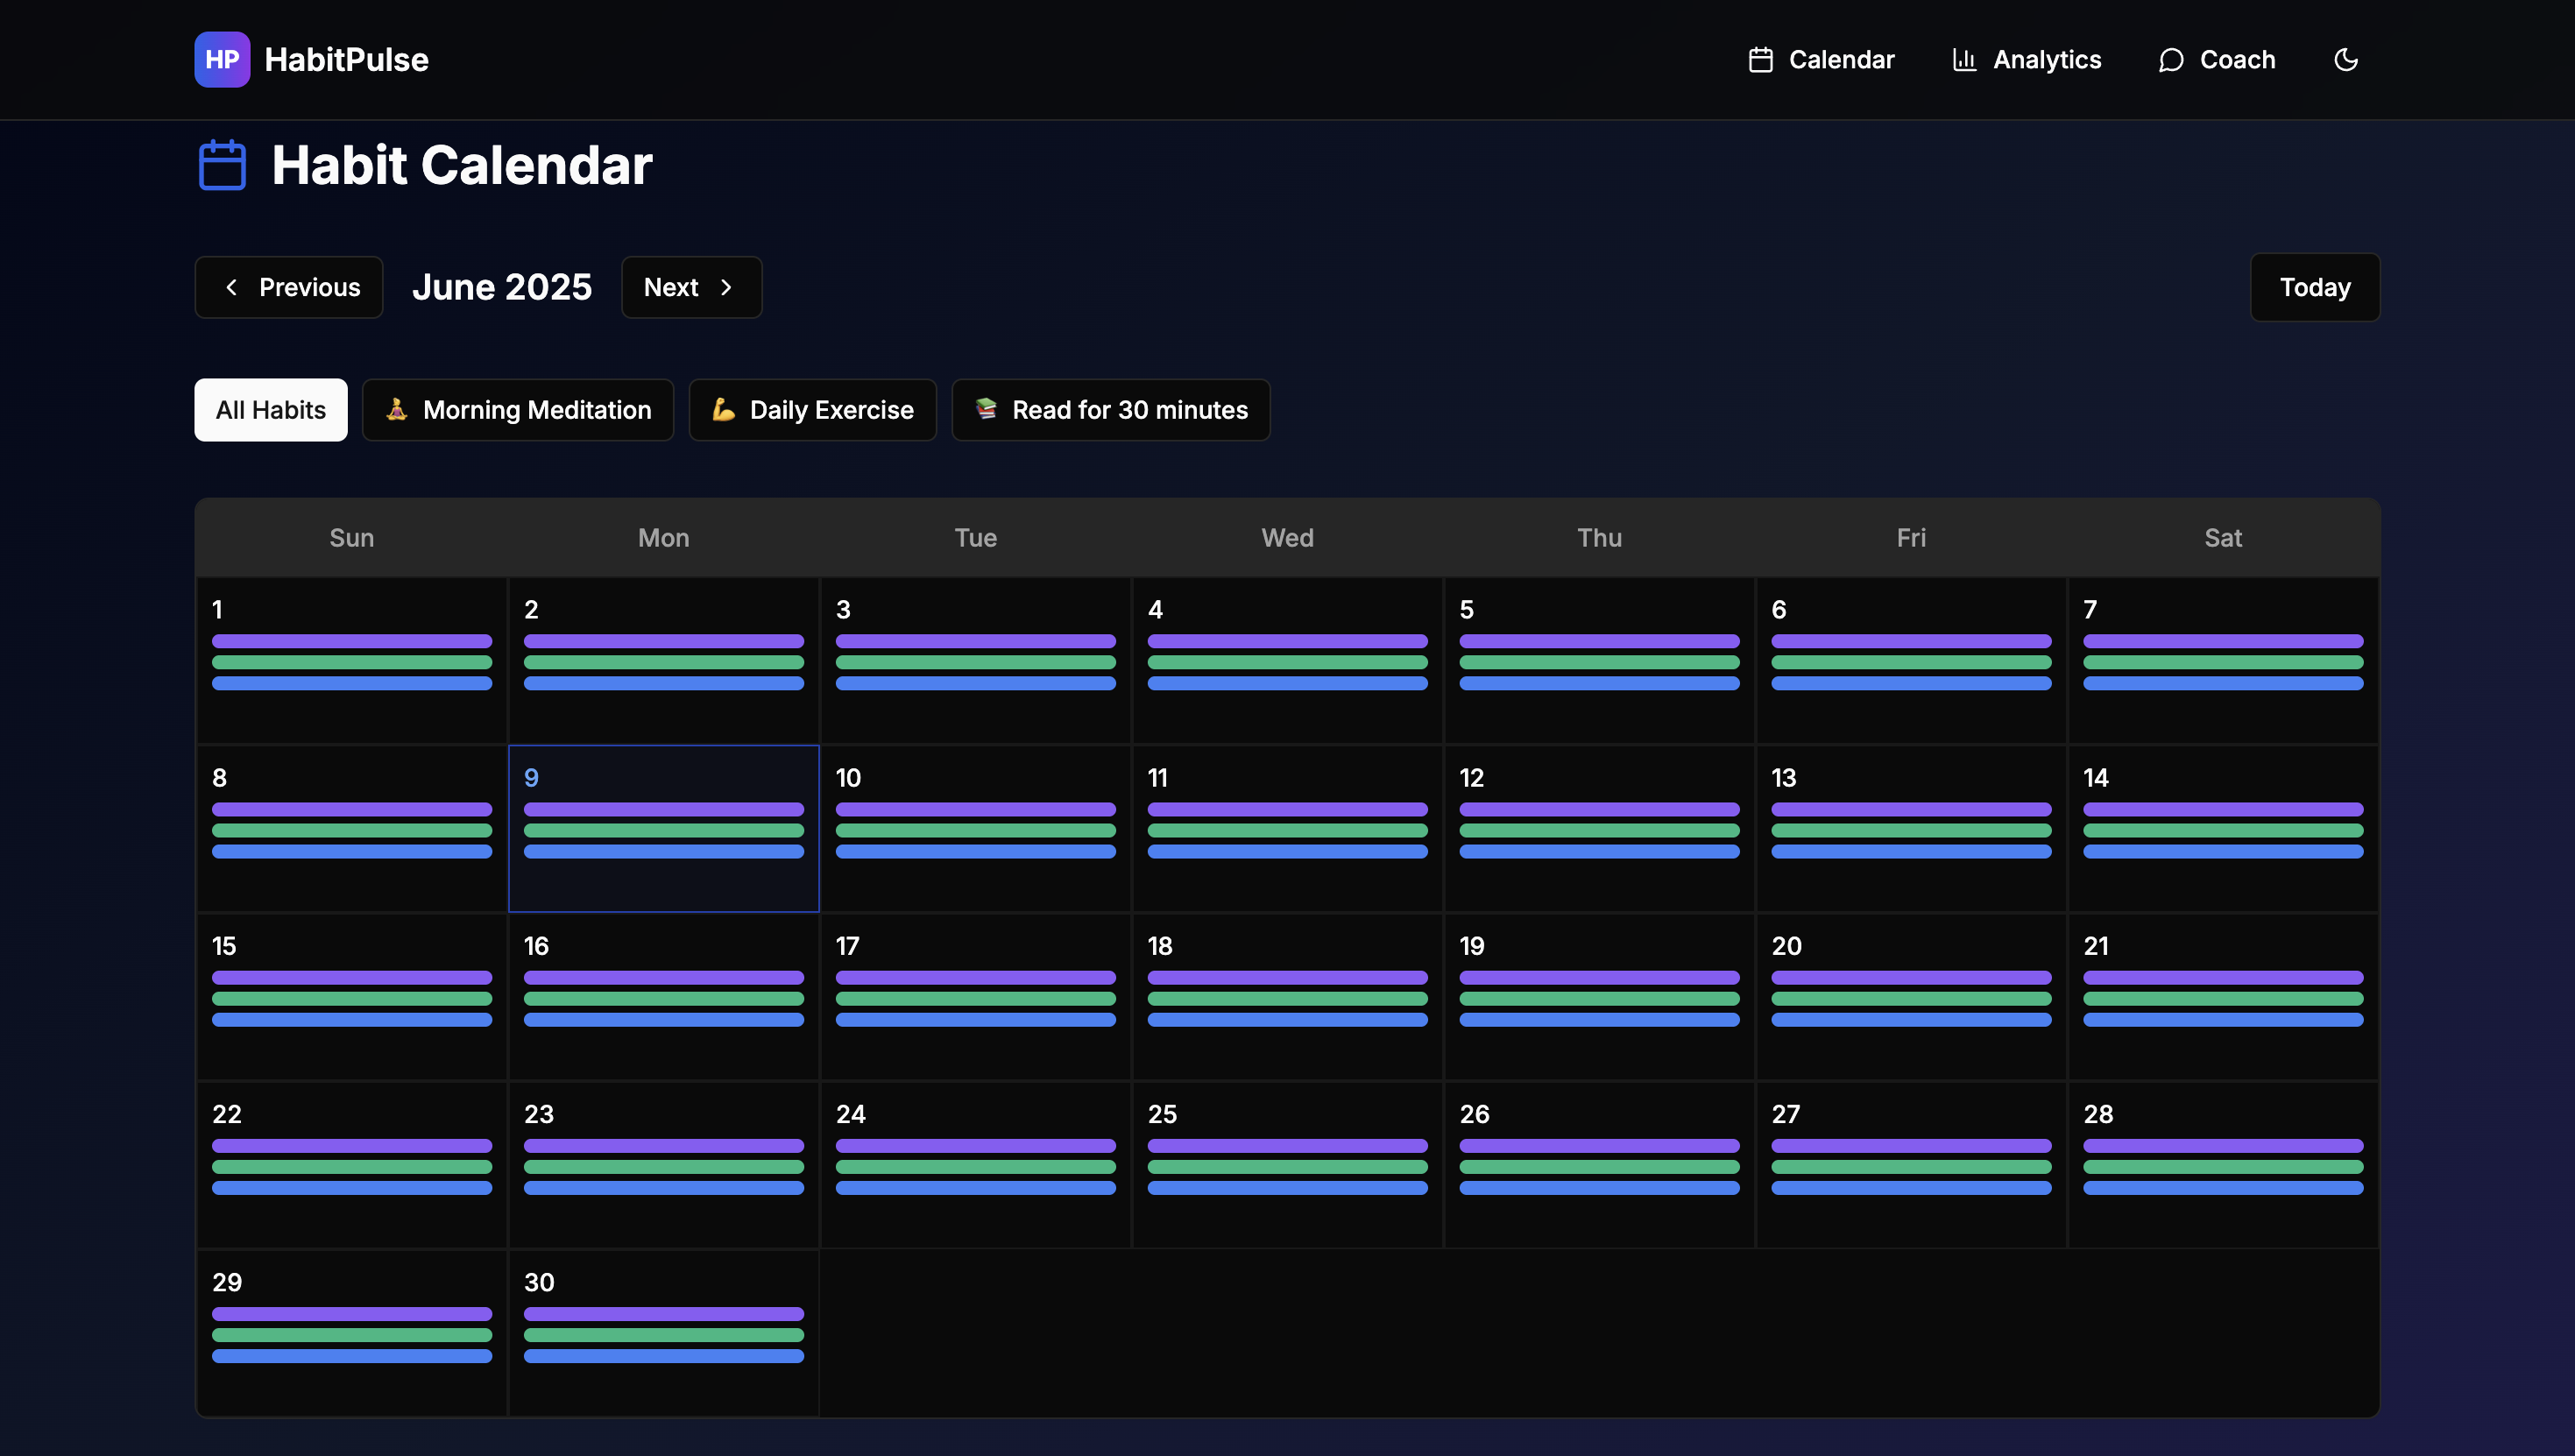 HP HabitPulse Calendar Analytics Coach
Habit Calendar
Previous June 2025 Next Today
All Habits Morning Meditation Daily Exercise Read for 30 minutes
Sun Mon Tue Wed Thu Fri Sat
1 2 3 4 5 6 7
8 9 10 11 12 13 14
15 16 17 18 19 20 21
22 23 24 25 26 27 28
29 30